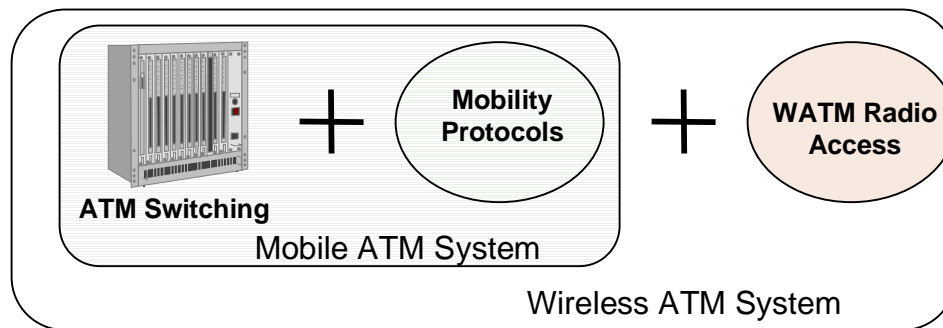 Mobility
Protocols
WATM Radio
Access
ATM Switching
Mobile ATM System
Wireless ATM System